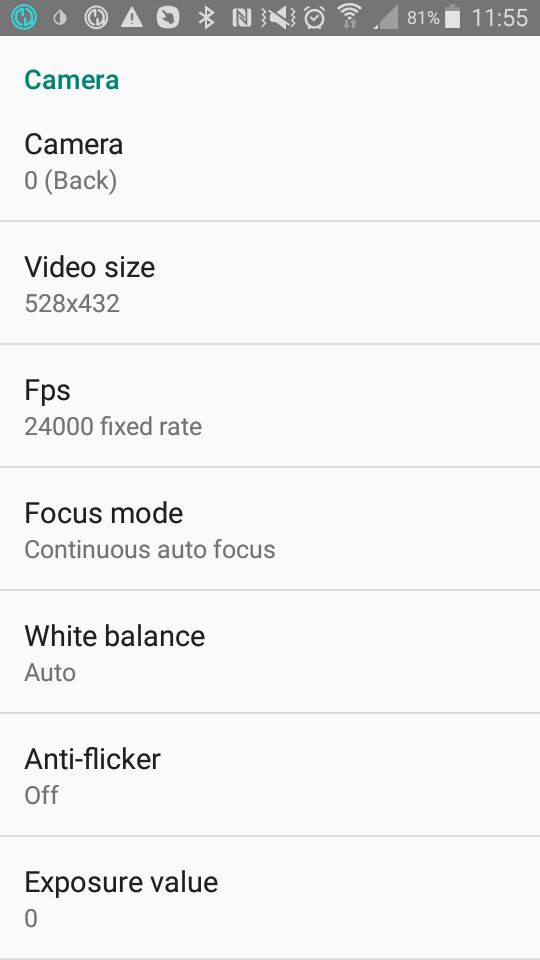 81% 11:55
Camera
Camera
0 (Back)
Video size
528x432
Fps
24000 fixed rate
Focus mode
Continuous auto focus
White balance
Auto
Anti-flicker
Off
Exposure value
0